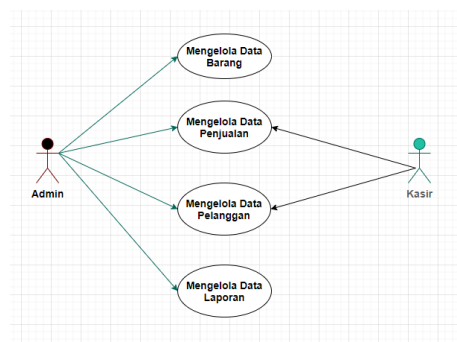 Mengelola Data
Barang
Mengelola Data
Penjualan
Admin
Kasir
Mengelola Data
Pelanggan
Mengelola Data
Laporan